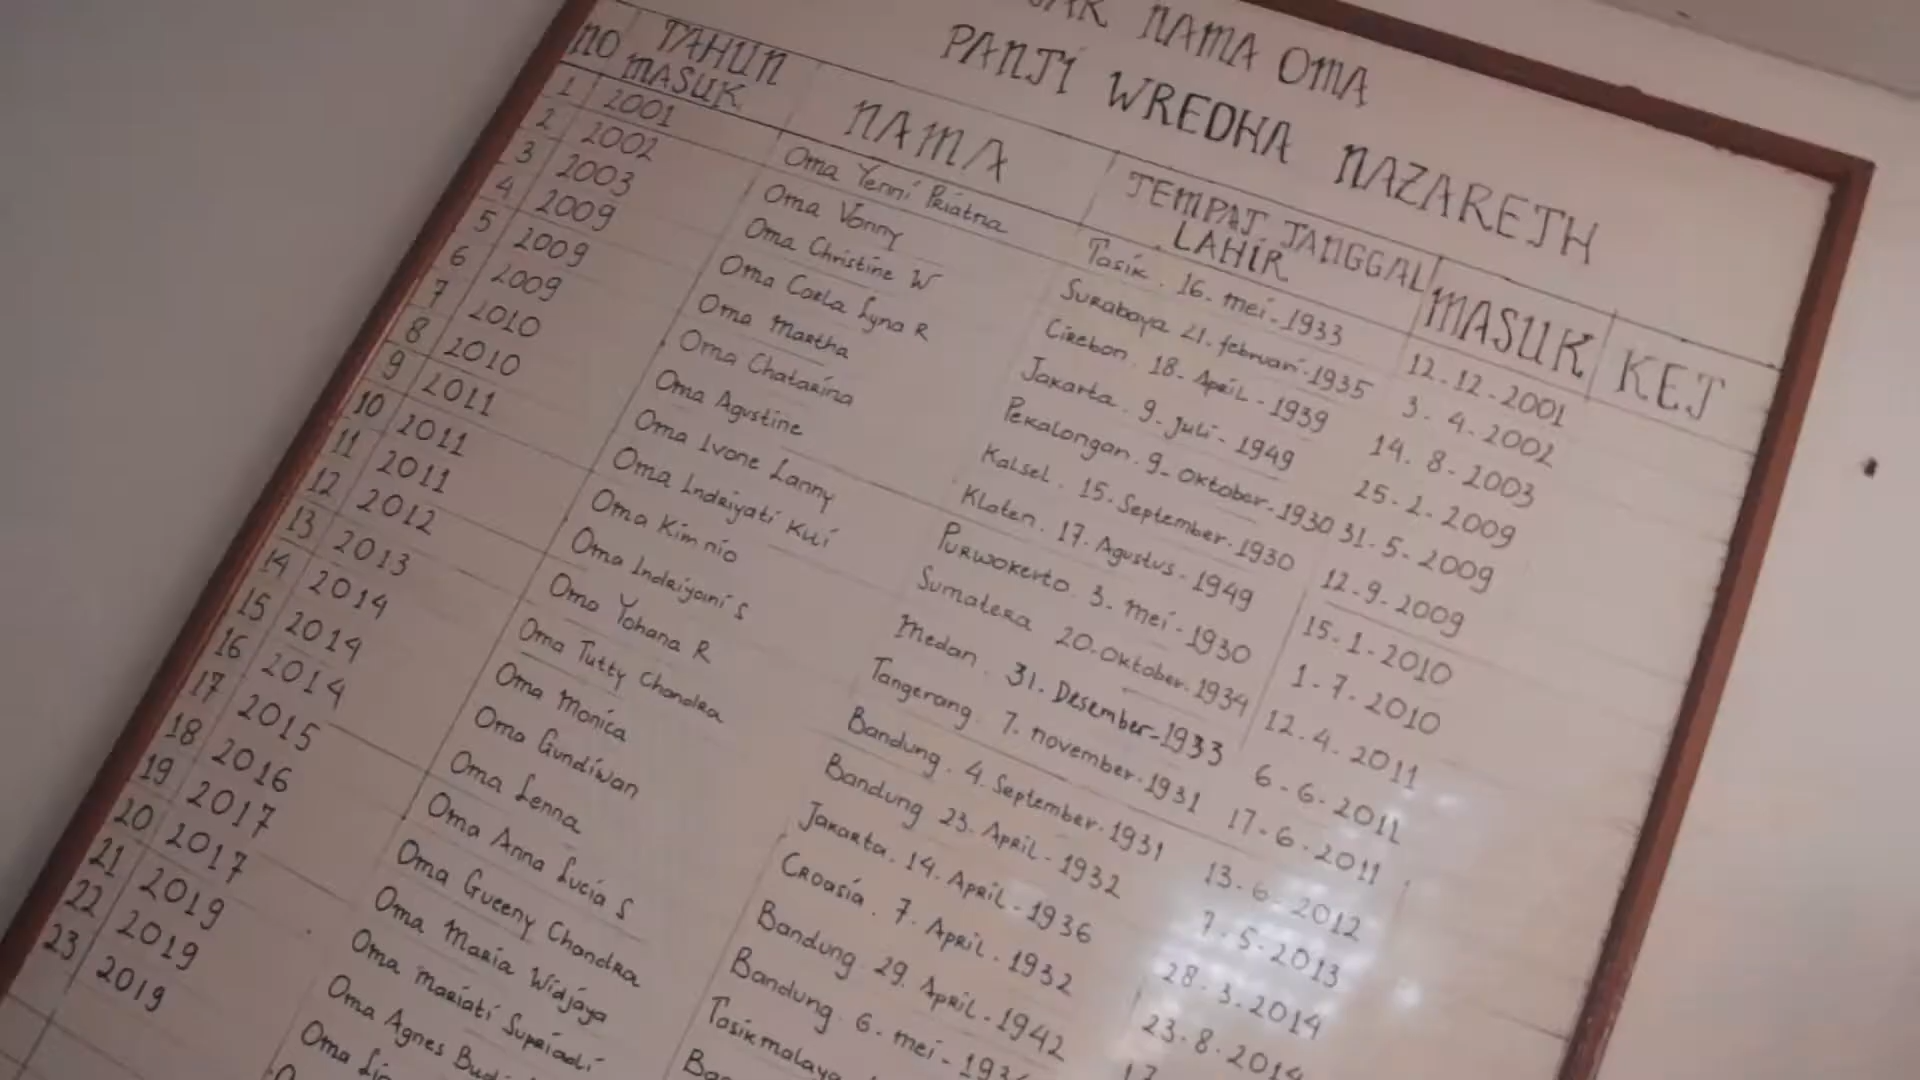 NAMA OMA
PANTI WREDHA NAZARETH
NO TAHUN MASUK NAMA TEMPAT TANGGAL LAHIR MASUK KET
1 2001 Oma Yenni Priatna Tasik . 16 - mei - 1933 12 - 12 - 2001
2 2002 Oma Vonny Surabaya 21 . februari - 1935 3 - 4 - 2002
3 2003 Oma Christine W Cirebon . 18 - April - 1939 14 . 8 - 2003
4 2009 Oma Carla Lyna R Jakarta . 9 . Juli - 1949 25 - 2 . 2009
5 2009 Oma Martha Pekalongan . 9 - Oktober - 1930 31 - 5 - 2009
6 2009 Oma Chatarina Kalsel . 15 - September - 1930 12 - 9 - 2009
7 2010 Oma Agustine Klaten . 17 . Agustus - 1949 15 - 1 - 2010
8 2010 Oma Ivone Lanny Purwokerto . 3 - mei - 1930 1 - 7 - 2010
9 2011 Oma Indriyati Kwi Sumatera 20 - Oktober - 1934 12 - 4 - 2011
10 2011 Oma Kim nio Medan . 31 . Desember - 1933 6 - 6 - 2011
11 2011 Oma Indriyani S Tangerang . 7 . november - 1931 17 - 6 - 2011
12 2012 Oma Yohana R Bandung . 4 . September - 1931 13 - 6 - 2012
13 2013 Oma Tutty Chandra Bandung 23 . April - 1932 7 - 5 - 2013
14 2014 Oma Monica Jakarta . 14 . April - 1936 28 - 3 - 2014
15 2014 Oma Gundiwan Croasia . 7 . April . 1932 23 - 8 - 2014
16 2014 Oma Lenna Bandung . 29 . April - 1942
17 2015 Oma Anna Lucia S Bandung . 6 . mei -
18 2016 Oma Gueeny Chandra Tasikmalaya
19 2017 Oma Maria Widjaya
20 2017 Oma Mariati Supriadi
21 2019 Oma Agnes
22 2019 Oma
23 2019